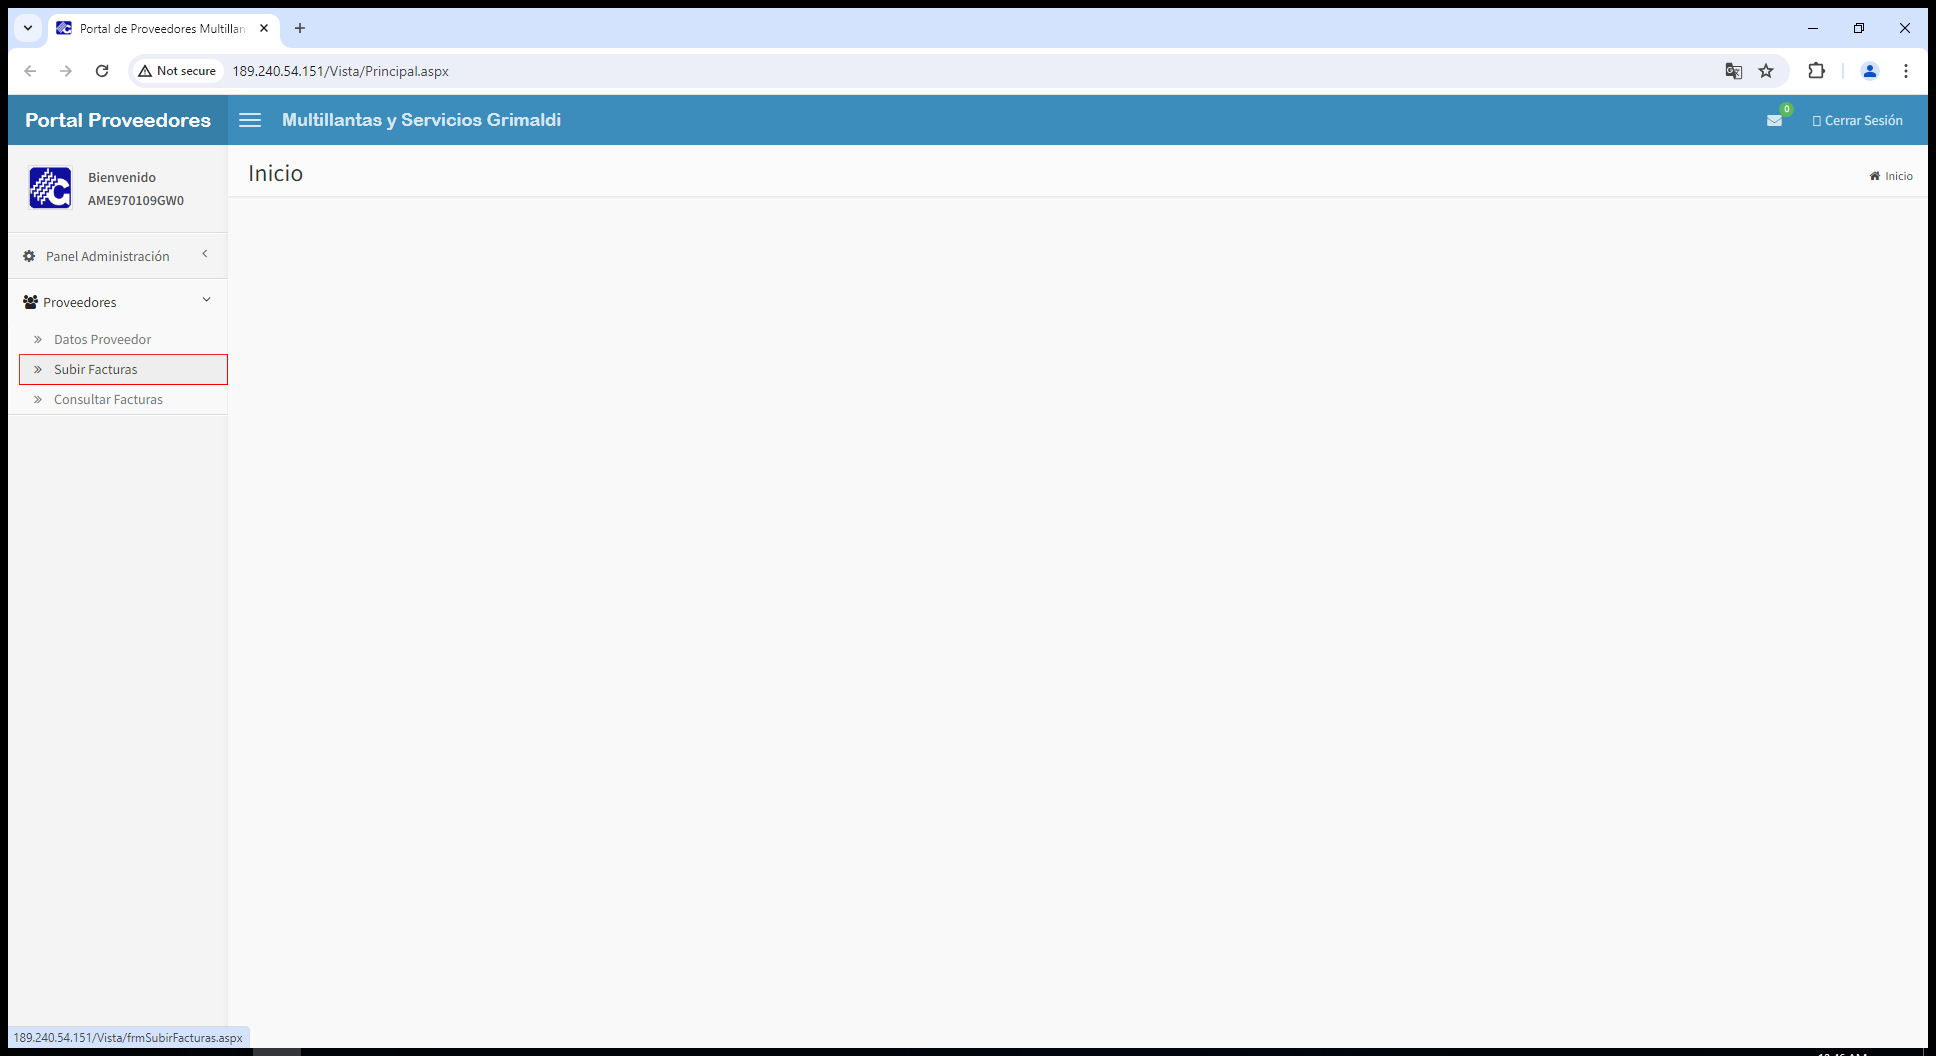 Portal de Proveedores Multillan
Not secure
189.240.54.151/Vista/Principal.aspx
Portal Proveedores
Multillantas y Servicios Grimaldi
0
Cerrar Sesión
Bienvenido
AME970109GW0
Inicio
Inicio
Panel Administración
Proveedores
Datos Proveedor
Subir Facturas
Consultar Facturas
189.240.54.151/Vista/frmSubirFacturas.aspx